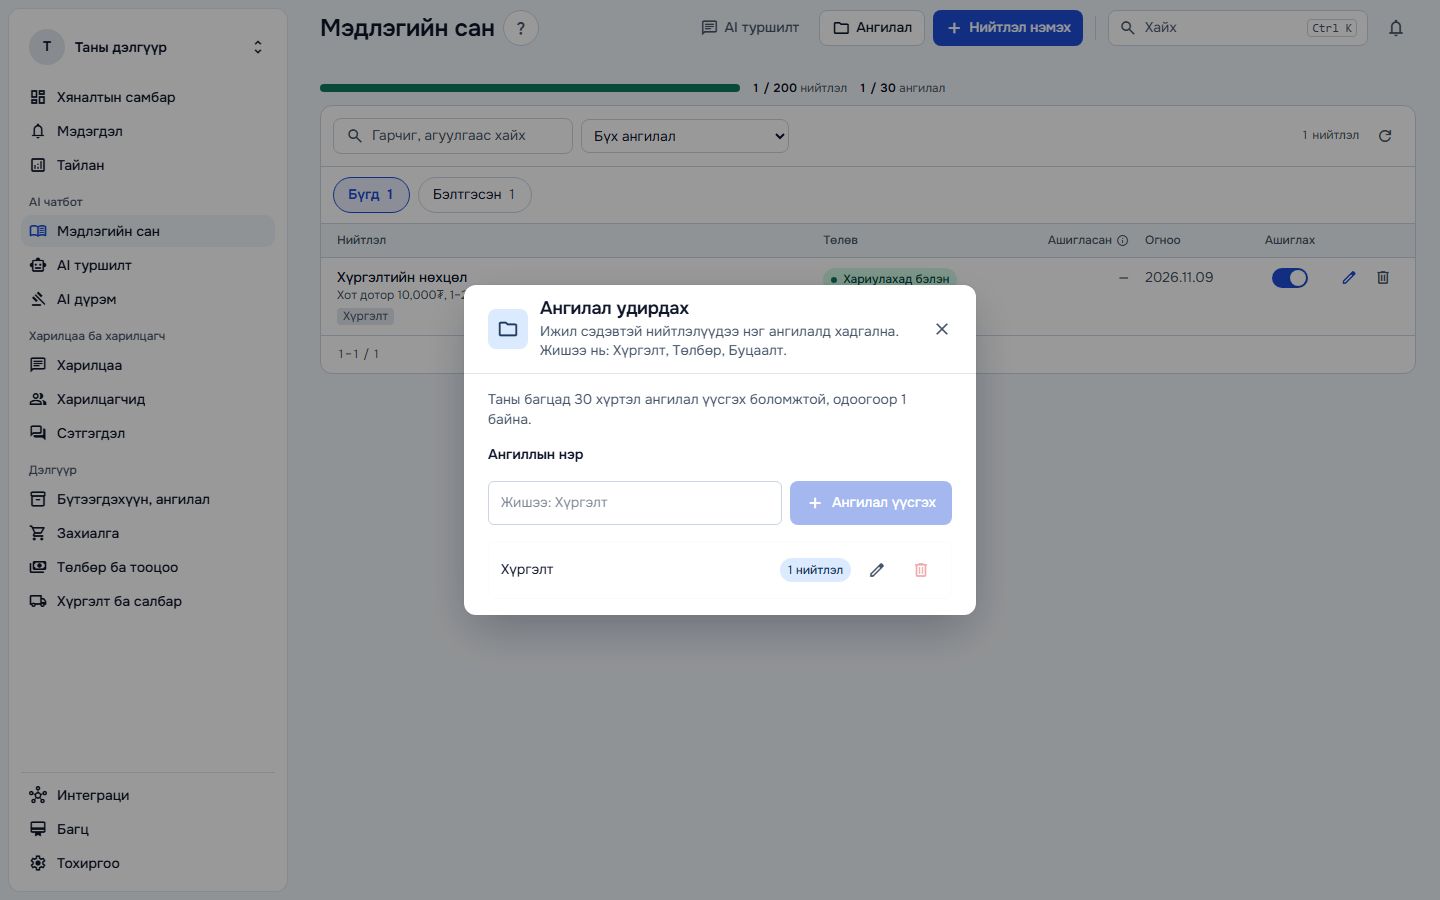 Т Таны дэлгүүр
Хяналтын самбар
Мэдэгдэл
Тайлан
AI чатбот
Мэдлэгийн сан
AI туршилт
AI дүрэм
Харилцаа ба харилцагч
Харилцаа
Харилцагчид
Сэтгэгдэл
Дэлгүүр
Бүтээгдэхүүн, ангилал
Захиалга
Төлбөр ба тооцоо
Хүргэлт ба салбар
Интеграци
Багц
Тохиргоо
Мэдлэгийн сан ? AI туршилт Ангилал + Нийтлэл нэмэх Хайх Ctrl K
1 / 200 нийтлэл 1 / 30 ангилал
Гарчиг, агуулгаас хайх Бүх ангилал 1 нийтлэл
Бүгд 1 Бэлтгэсэн 1
Нийтлэл Төлөв Ашигласан Огноо Ашиглах
Хүргэлтийн нөхцөл Хариулахад бэлэн – 2026.11.09
Хот дотор 10,000₮, 1–
Хүргэлт
1–1 / 1
Ангилал удирдах
Ижил сэдэвтэй нийтлэлүүдээ нэг ангилалд хадгална.
Жишээ нь: Хүргэлт, Төлбөр, Буцаалт.
Таны багцад 30 хүртэл ангилал үүсгэх боломжтой, одоогоор 1
байна.
Ангиллын нэр
Жишээ: Хүргэлт + Ангилал үүсгэх
Хүргэлт 1 нийтлэл